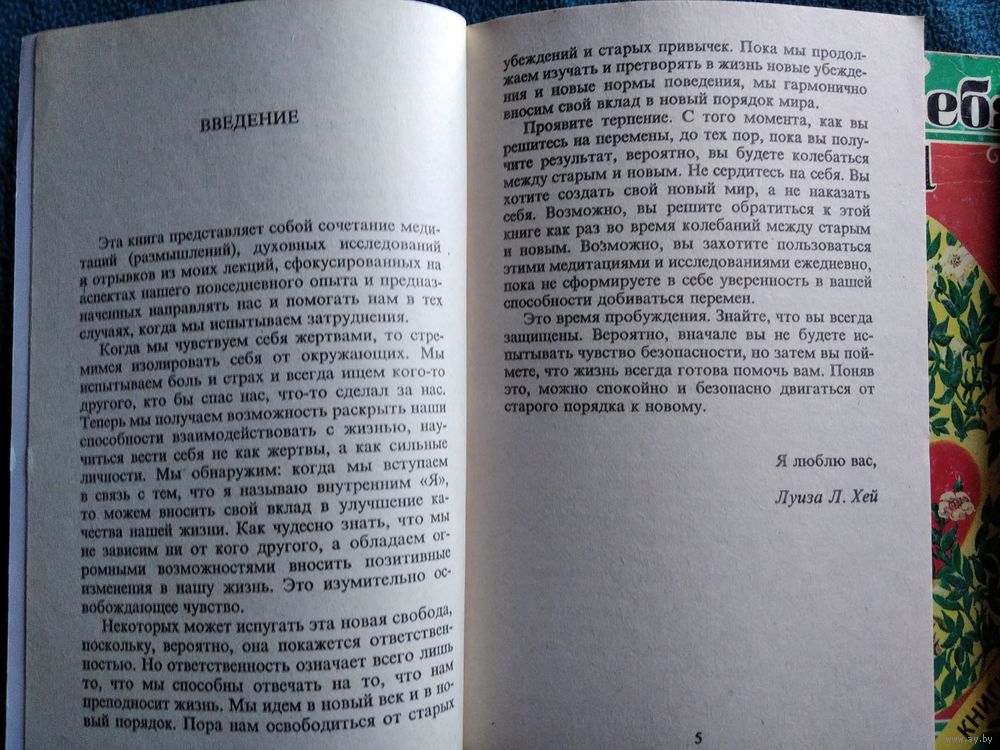 ВВЕДЕНИЕ
Эта книга представляет собой сочетание меди-
таций (размышлений), духовных исследований
и отрывков из моих лекций, сфокусированных на
аспектах нашего повседневного опыта и предназ-
наченных направлять нас и помогать нам в тех
случаях, когда мы испытываем затруднения.
Когда мы чувствуем себя жертвами, то стре-
мимся изолировать себя от окружающих. Мы
испытываем боль и страх и всегда ищем кого-то
другого, кто бы спас нас, что-то сделал за нас.
Теперь мы получаем возможность раскрыть наши
способности взаимодействовать с жизнью, нау-
читься вести себя не как жертвы, а как сильные
личности. Мы обнаружим: когда мы вступаем
в связь с тем, что я называю внутренним «Я»,
то можем вносить свой вклад в улучшение ка-
чества нашей жизни. Как чудесно знать, что мы
не зависим ни от кого другого, а обладаем ог-
ромными возможностями вносить позитивные
изменения в нашу жизнь. Это изумительно ос-
вобождающее чувство.
Некоторых может испугать эта новая свобода,
поскольку, вероятно, она покажется ответствен-
ностью. Но ответственность означает всего лишь
то, что мы способны отвечать на то, что нам
преподносит жизнь. Мы идем в новый век и в но-
вый порядок. Пора нам освободиться от старых
убеждений и старых привычек. Пока мы продол-
жаем изучать и претворять в жизнь новые убежде-
ния и новые нормы поведения, мы гармонично
вносим свой вклад в новый порядок мира.
Проявите терпение. С того момента, как вы
решитесь на перемены, до тех пор, пока вы полу-
чите результат, вероятно, вы будете колебаться
между старым и новым. Не сердитесь на себя. Вы
хотите создать свой новый мир, а не наказать
себя. Возможно, вы решите обратиться к этой
книге как раз во время колебаний между старым
и новым. Возможно, вы захотите пользоваться
этими медитациями и исследованиями ежедневно,
пока не сформируете в себе уверенность в вашей
способности добиваться перемен.
Это время пробуждения. Знайте, что вы всегда
защищены. Вероятно, вначале вы не будете ис-
пытывать чувство безопасности, но затем вы пой-
мете, что жизнь всегда готова помочь вам. Поняв
это, можно спокойно и безопасно двигаться от
старого порядка к новому.
Я люблю вас,
Луиза Л. Хей
5
ебя
КНИГ
www.ay.by